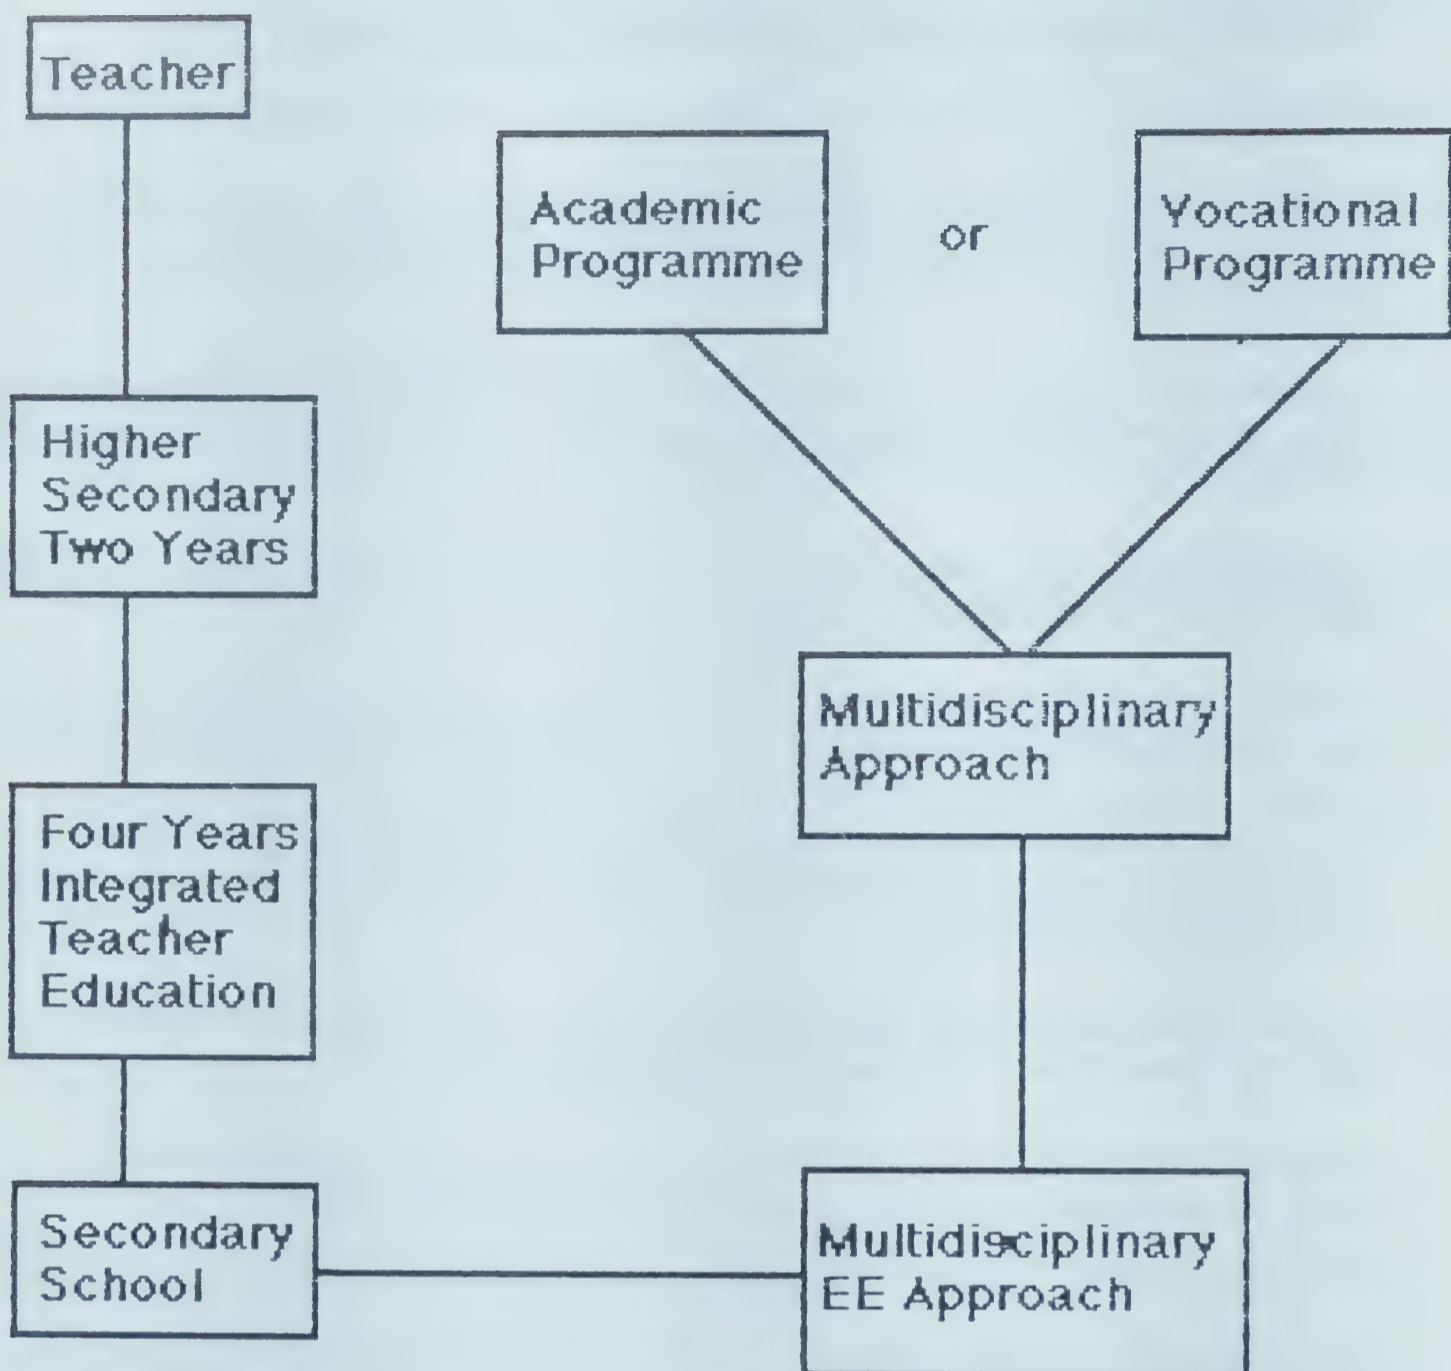 Teacher
Academic
Programme
or
Vocational
Programme
Higher
Secondary
Two Years
Multidisciplinary
Approach
Four Years
Integrated
Teacher
Education
Secondary
School
Multidisciplinary
EE Approach